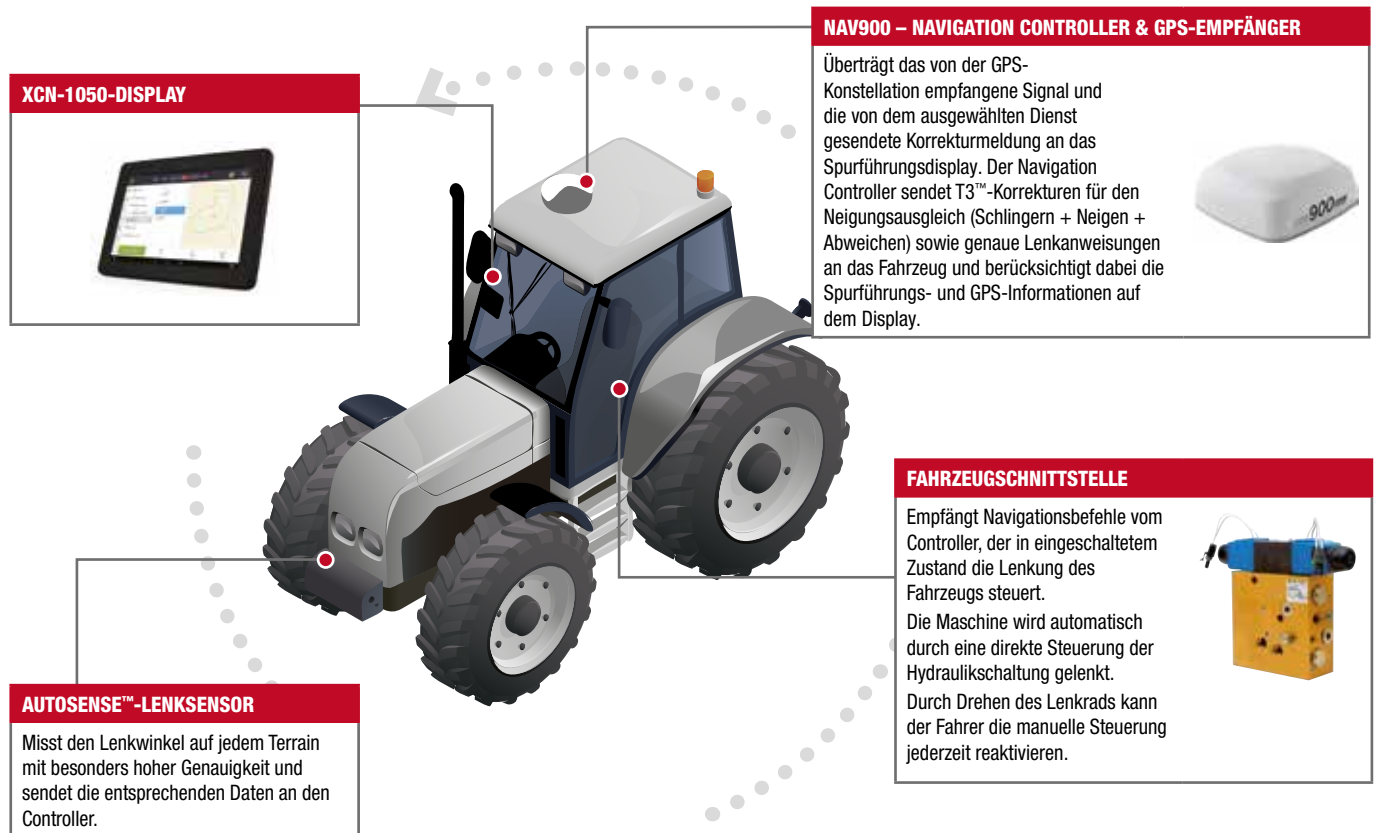 NAV900 – NAVIGATION CONTROLLER & GPS-EMPFÄNGER
Überträgt das von der GPS-
Konstellation empfangene Signal und
die von dem ausgewählten Dienst
gesendete Korrekturmeldung an das
Spurführungsdisplay. Der Navigation
Controller sendet T3™-Korrekturen für den
Neigungsausgleich (Schlingern + Neigen +
Abweichen) sowie genaue Lenkanweisungen
an das Fahrzeug und berücksichtigt dabei die
Spurführungs- und GPS-Informationen auf
dem Display.
900
XCN-1050-DISPLAY
FAHRZEUGSCHNITTSTELLE
Empfängt Navigationsbefehle vom
Controller, der in eingeschaltetem
Zustand die Lenkung des
Fahrzeugs steuert.
Die Maschine wird automatisch
durch eine direkte Steuerung der
Hydraulikschaltung gelenkt.
Durch Drehen des Lenkrads kann
der Fahrer die manuelle Steuerung
jederzeit reaktivieren.
AUTOSENSE™-LENKSENSOR
Misst den Lenkwinkel auf jedem Terrain
mit besonders hoher Genauigkeit und
sendet die entsprechenden Daten an den
Controller.